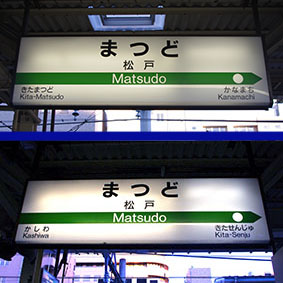 まつど
松戸
Matsudo
きたまつど
Kita-Matsudo
かなまち
Kanamachi
まつど
松戸
Matsudo
かしわ
Kashiwa
きたせんじゅ
Kita-Senju